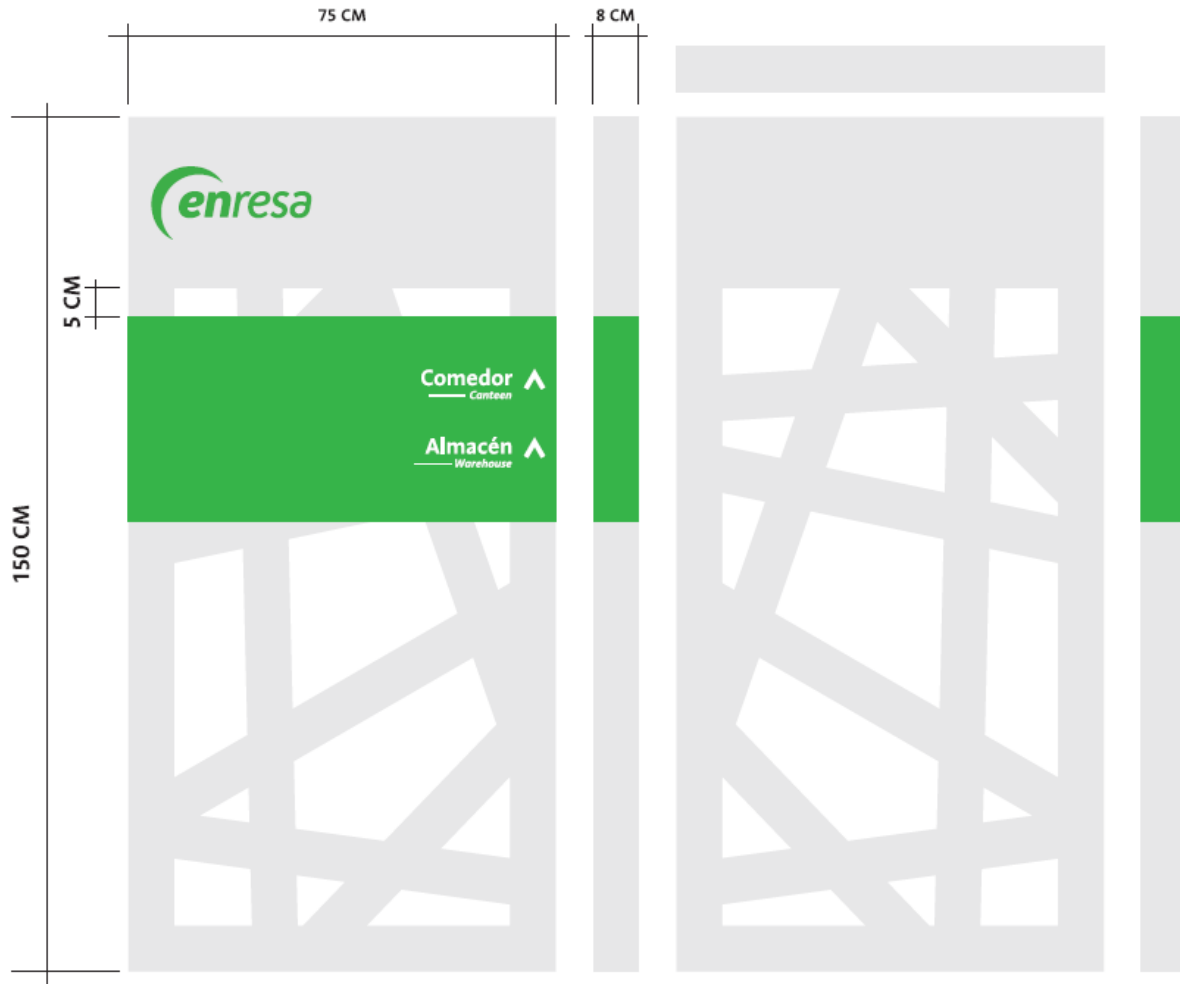 75 CM
8 CM
enresa
5 CM
Comedor
Canteen
Almacén
Warehouse
150 CM